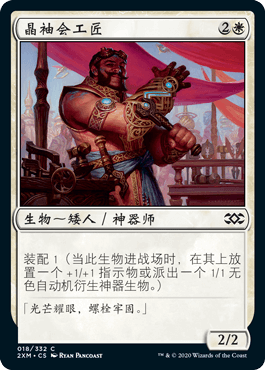 晶袖会工匠 2
生物～矮人 / 神器师
装配 1（当此生物进战场时，在其上放
置一个 +1/+1 指示物或派出一个 1/1 无
色自动机衍生神器生物。）
「光芒耀眼，螺栓牢固。」
2/2
018/332 C
2XM • CS RYAN PANCOAST
™ & © 2020 Wizards of the Coast